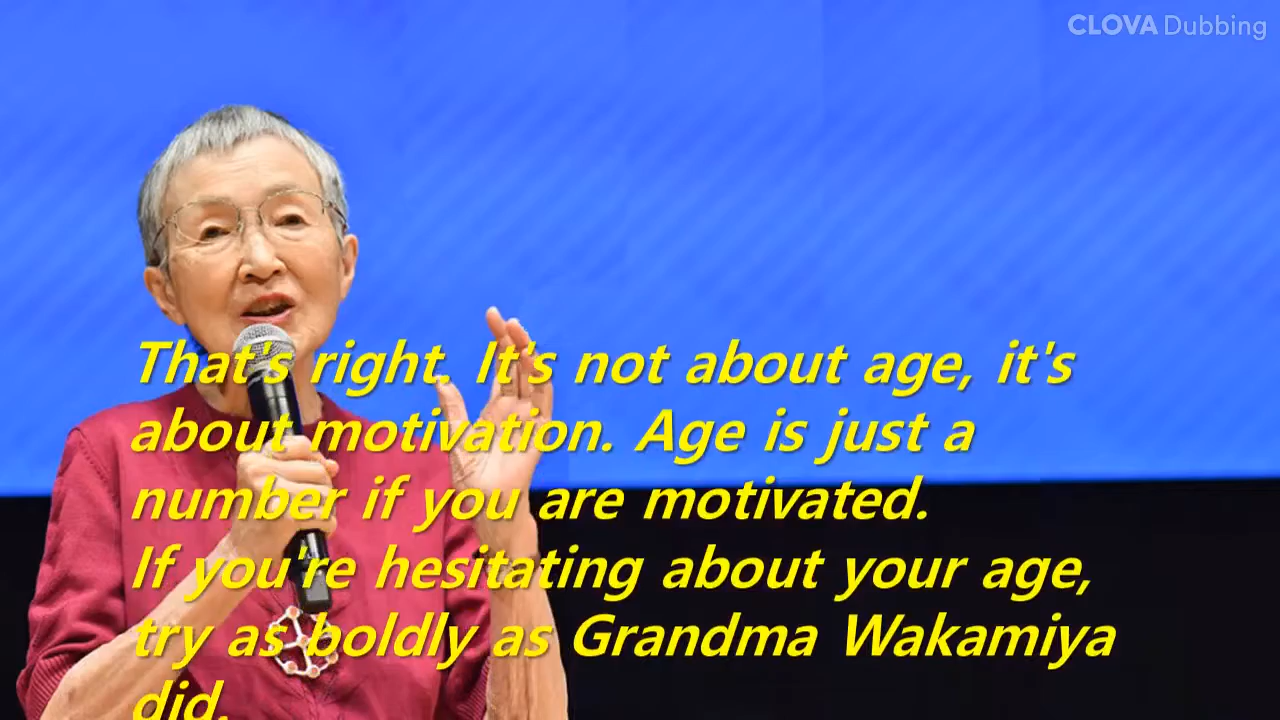 CLOVA Dubbing
That's right. It's not about age, it's
about motivation. Age is just a
number if you are motivated.
If you're hesitating about your age,
try as boldly as Grandma Wakamiya
did.